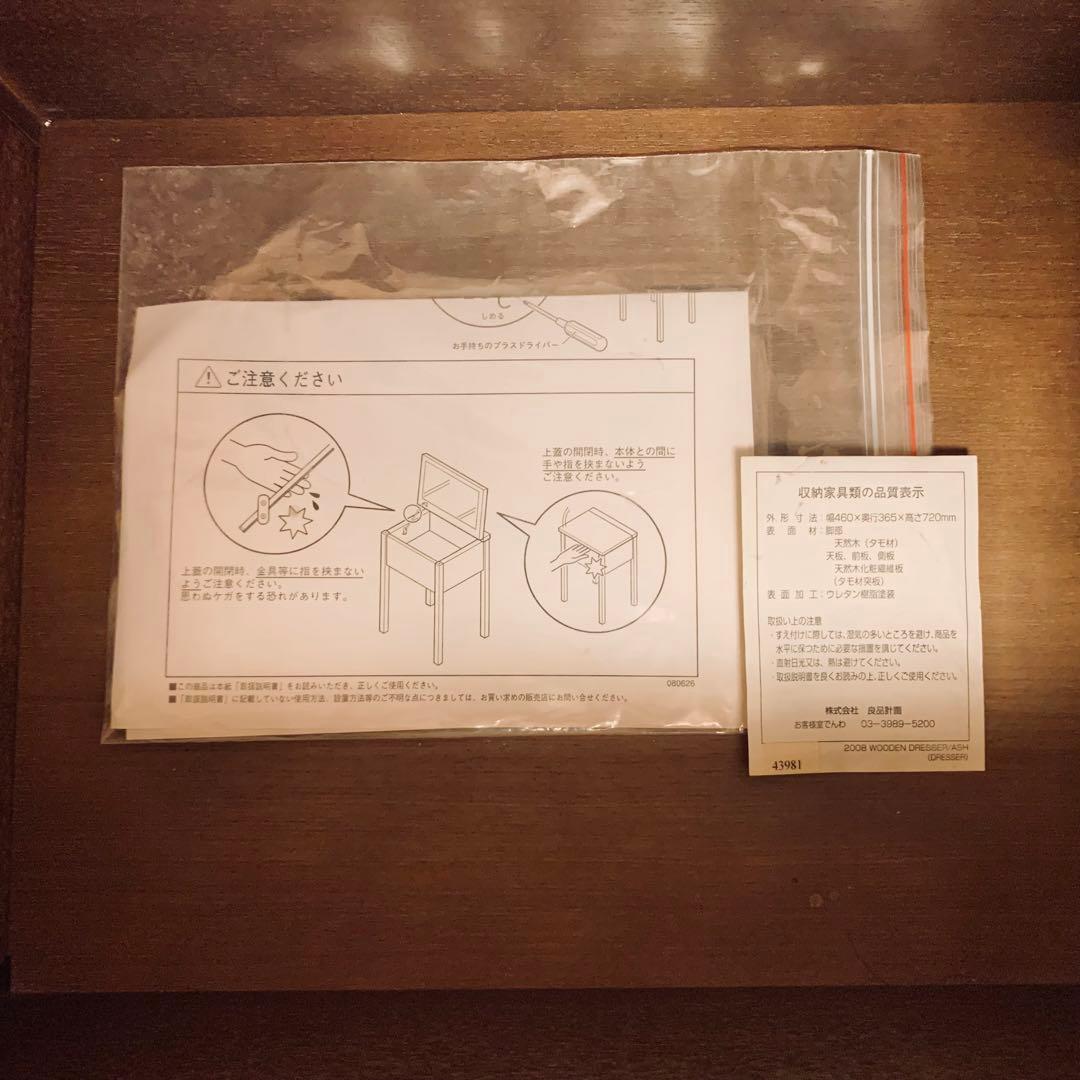 しめる
お手持ちのプラスドライバー
ご注意ください
上蓋の開閉時、本体との間に
手や指を挟まないよう
ご注意ください。
上蓋の開閉時、金具等に指を挟まない
ようご注意ください。
思わぬケガをする恐れがあります。
■この商品は本紙「取扱説明書」をお読みいただき、正しくご使用ください。
080626
■「取扱説明書」に記載していない使用方法、設置方法等のご不明な点につきましては、お買い求めの販売店にお問い合せください。
収納家具類の品質表示
外形寸法:幅460×奥行365×高さ720mm
表面材:脚部
天然木(タモ材)
天板、前板、側板
天然木化粧繊維板
(タモ材突板)
表面加工:ウレタン樹脂塗装
取扱い上の注意
・すえ付けに際しては、湿気の多いところを避け、商品を
水平に保つために必要な措置を講じてください。
・直射日光又は、熱は避けてください。
・取扱説明書を良くお読みの上、正しくご使用ください。
株式会社 良品計画
お客様室でんわ 03-3989-5200
2008 WOODEN DRESSER/ASH
(DRESSER)
43981